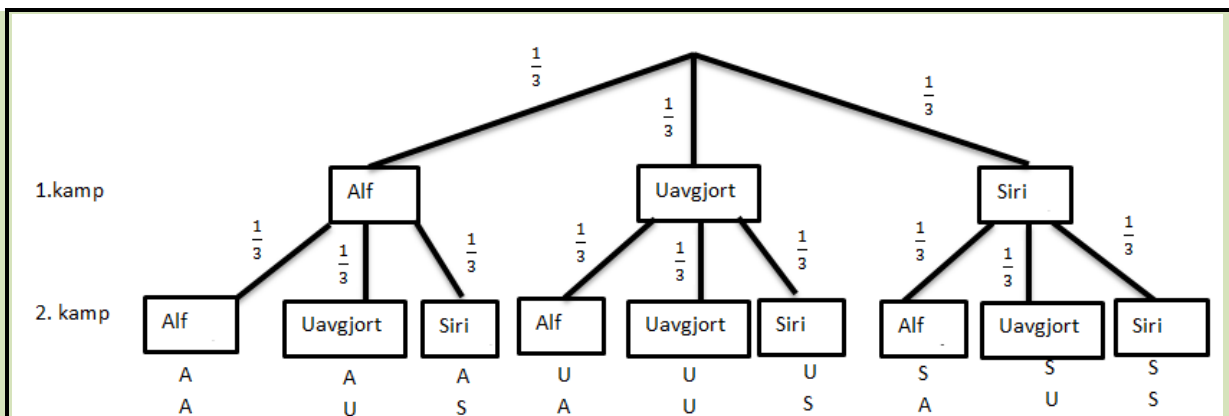 1/3 1/3 1/3
1.kamp Alf Uavgjort Siri
1/3 1/3 1/3 1/3 1/3 1/3 1/3 1/3 1/3
2. kamp Alf Uavgjort Siri Alf Uavgjort Siri Alf Uavgjort Siri
A A A U U U S S S
A U S A U S A U S